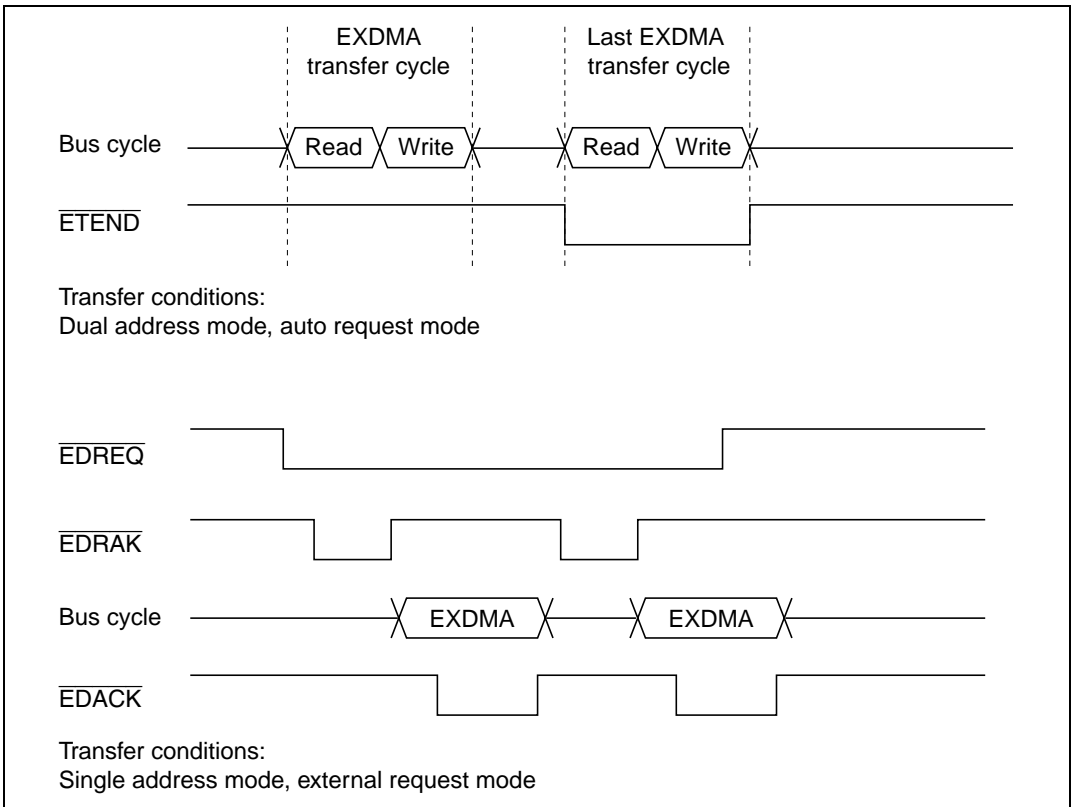 EXDMA
transfer cycle
Last EXDMA
transfer cycle
Bus cycle
Read
Write
Read
Write
ETEND
Transfer conditions:
Dual address mode, auto request mode
EDREQ
EDRAK
Bus cycle
EXDMA
EXDMA
EDACK
Transfer conditions:
Single address mode, external request mode